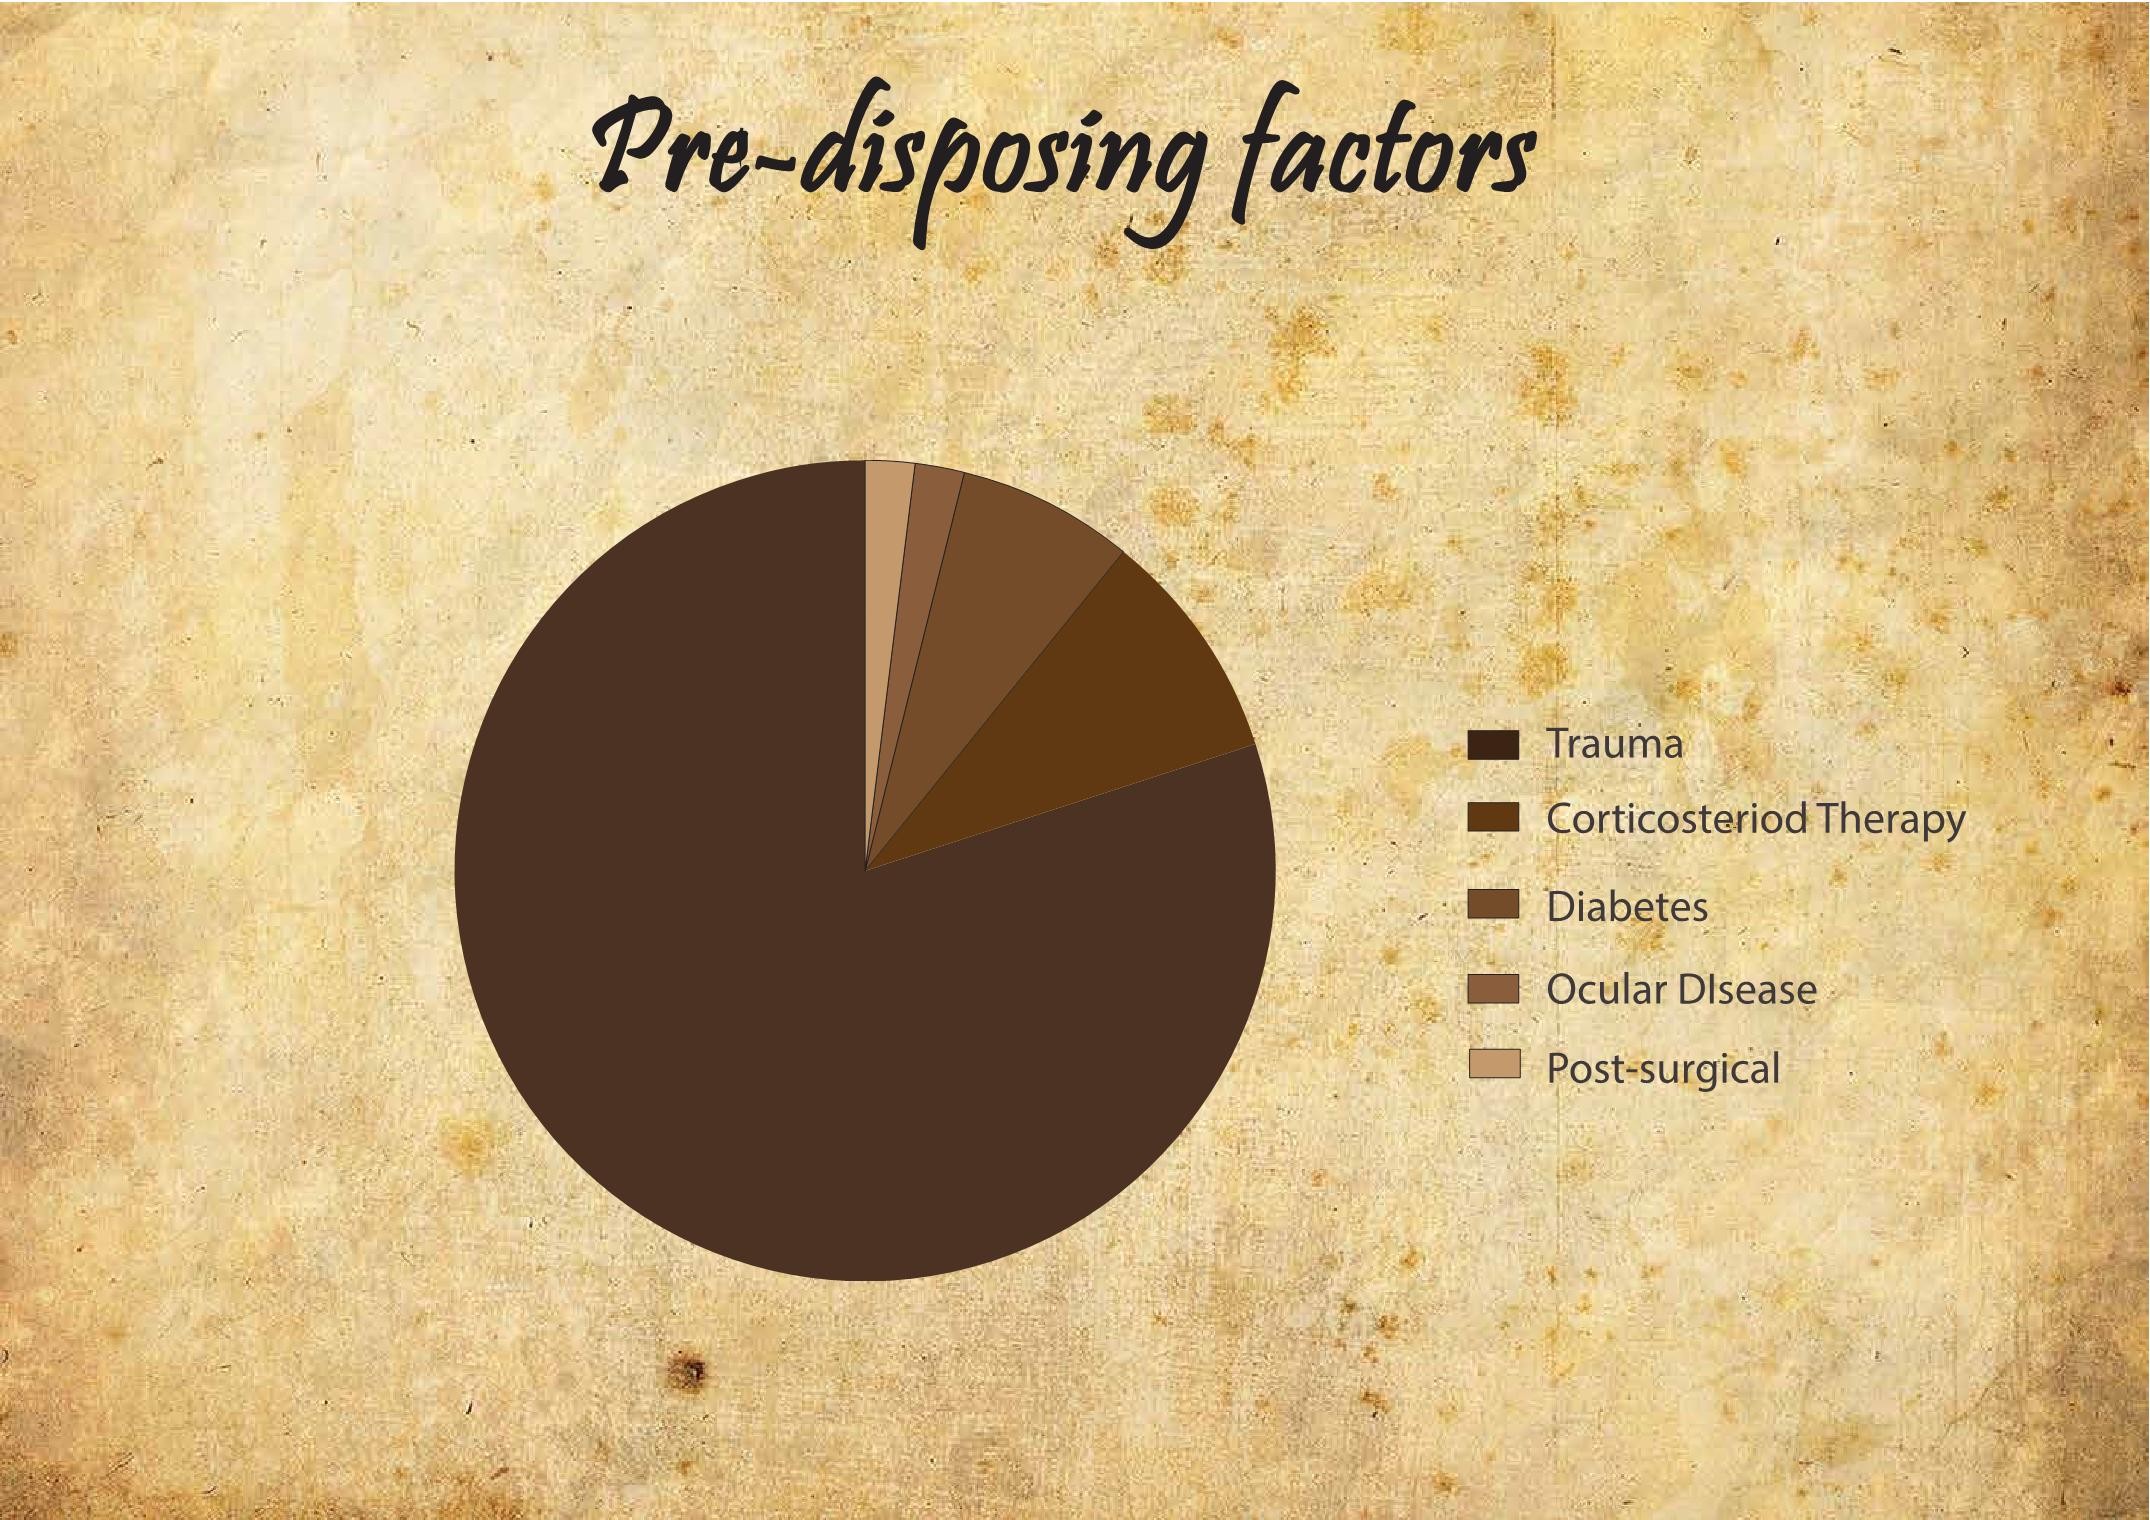 Pre-disposing factors
Trauma
Corticosteriod Therapy
Diabetes
Ocular DIsease
Post-surgical